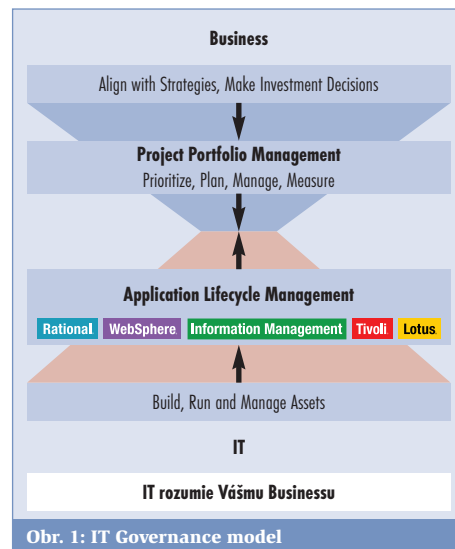 Business
Align with Strategies, Make Investment Decisions
Project Portfolio Management
Prioritize, Plan, Manage, Measure
Application Lifecycle Management
Rational. WebSphere. Information Management Tivoli. Lotus.
Build, Run and Manage Assets
IT
IT rozumie Vášmu Businessu
Obr. 1: IT Governance model